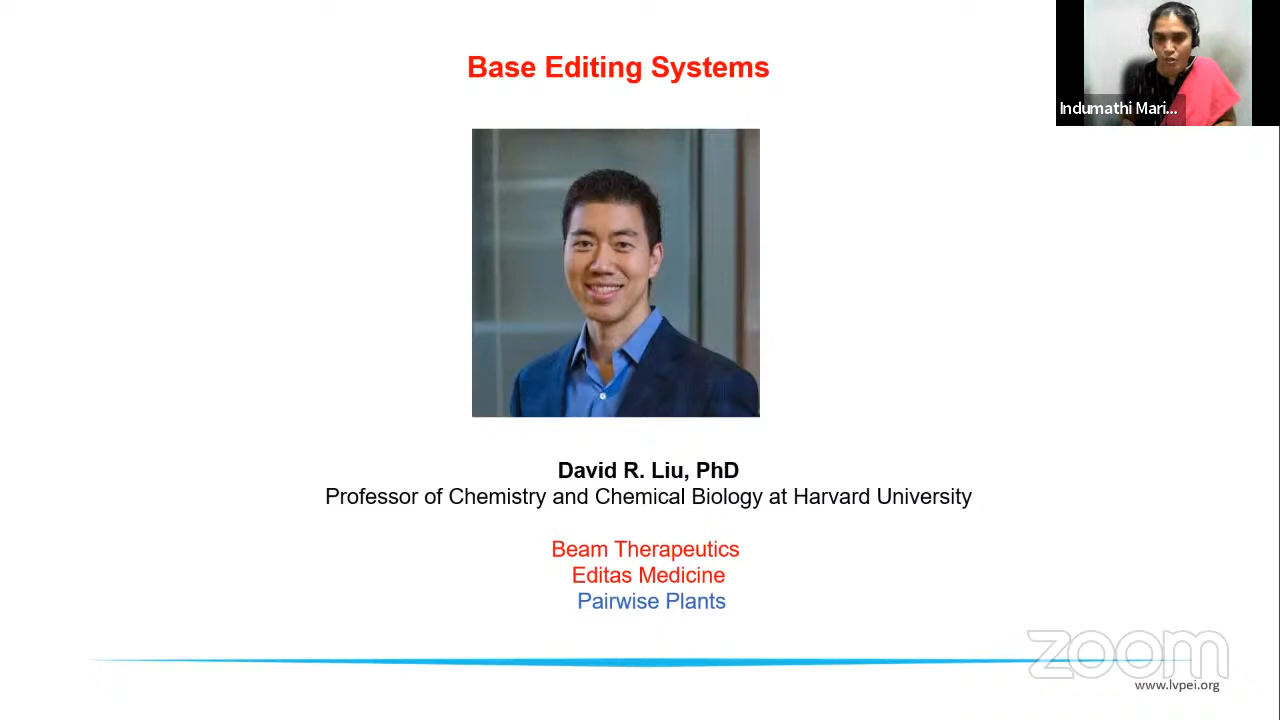 Base Editing Systems
Indumathi Mari...
David R. Liu, PhD
Professor of Chemistry and Chemical Biology at Harvard University
Beam Therapeutics
Editas Medicine
Pairwise Plants
zoom
www.lvpei.org